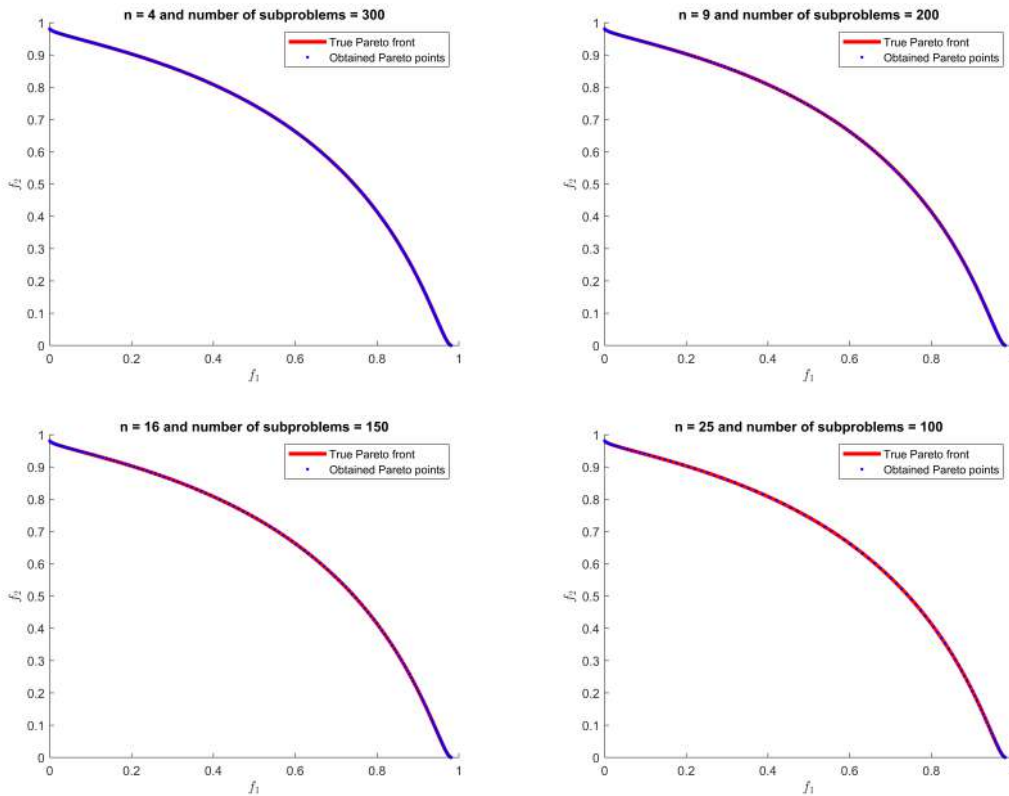 n = 4 and number of subproblems = 300
1
0.9
0.8
0.7
0.6
0.5
0.4
0.3
0.2
0.1
0
f₂
0 0.2 0.4 0.6 0.8 1
f₁
True Pareto front
Obtained Pareto points
n = 9 and number of subproblems = 200
1
0.9
0.8
0.7
0.6
0.5
0.4
0.3
0.2
0.1
0
f₂
0 0.2 0.4 0.6 0.8
f₁
True Pareto front
Obtained Pareto points
n = 16 and number of subproblems = 150
1
0.9
0.8
0.7
0.6
0.5
0.4
0.3
0.2
0.1
0
f₂
0 0.2 0.4 0.6 0.8 1
f₁
True Pareto front
Obtained Pareto points
n = 25 and number of subproblems = 100
1
0.9
0.8
0.7
0.6
0.5
0.4
0.3
0.2
0.1
0
f₂
0 0.2 0.4 0.6 0.8
f₁
True Pareto front
Obtained Pareto points